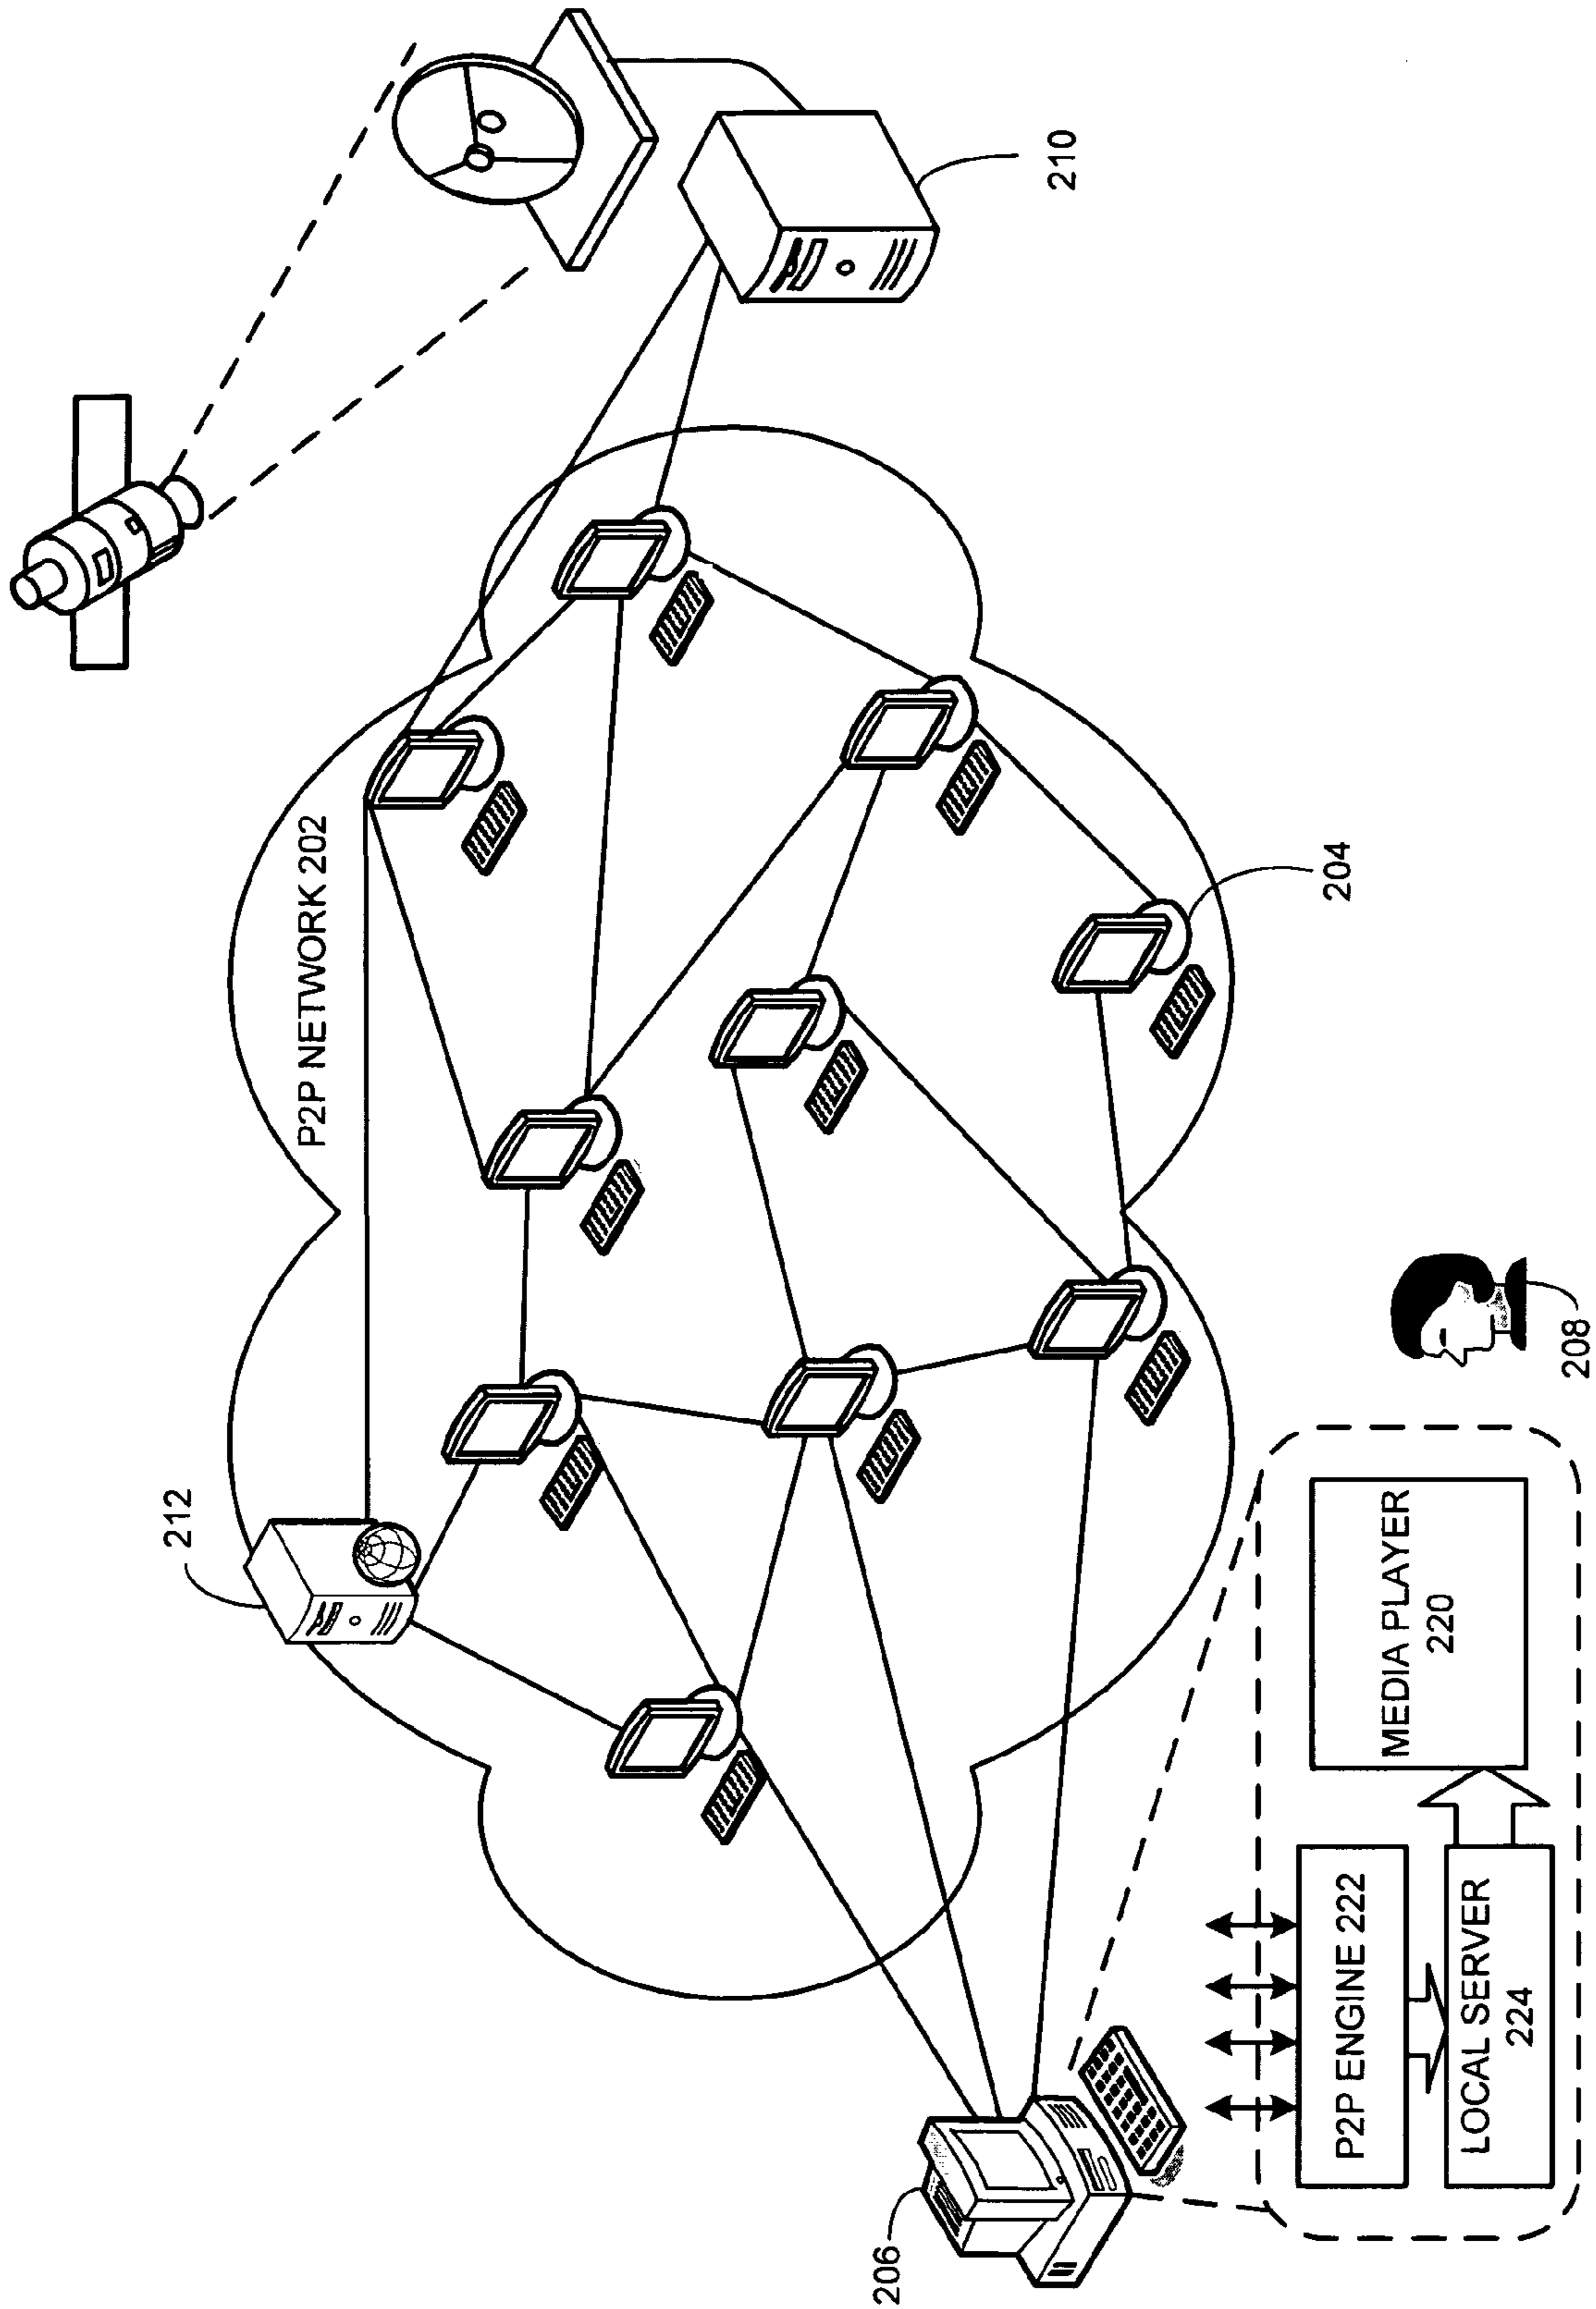 P2P NETWORK 202
212
210
204
206
208
P2P ENGINE 222
LOCAL SERVER
224
MEDIA PLAYER
220